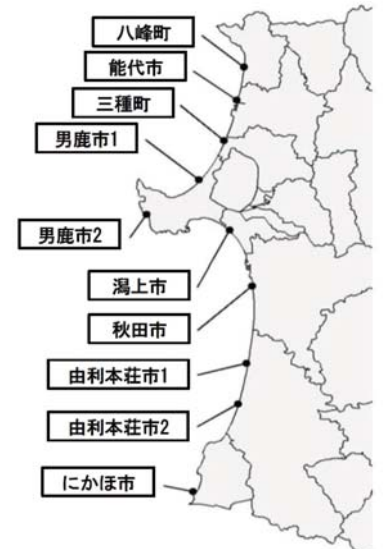 八峰町
能代市
三種町
男鹿市1
男鹿市2
潟上市
秋田市
由利本荘市1
由利本荘市2
にかほ市